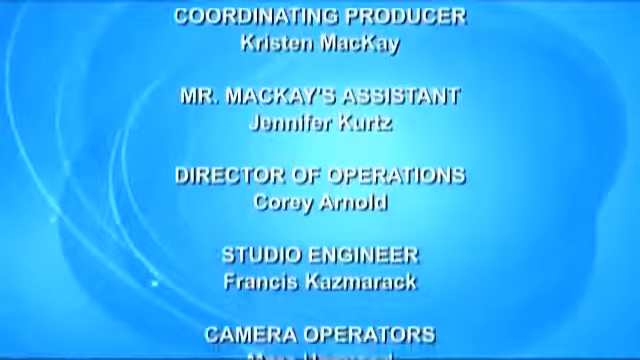 COORDINATING PRODUCER
Kristen MacKay
MR. MACKAY'S ASSISTANT
Jennifer Kurtz
DIRECTOR OF OPERATIONS
Corey Arnold
STUDIO ENGINEER
Francis Kazmarack
CAMERA OPERATORS